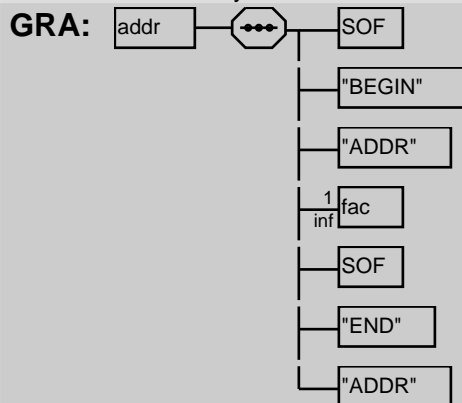 GRA: addr SOF
"BEGIN"
"ADDR"
1
inf fac
SOF
"END"
"ADDR"